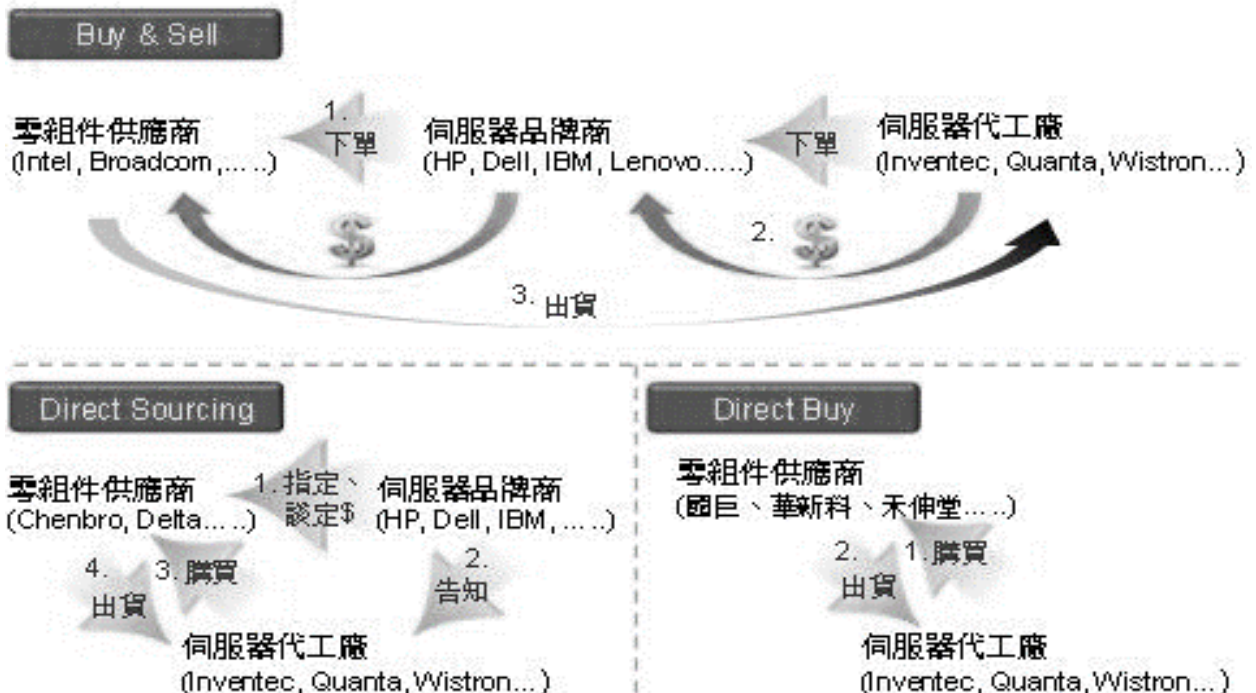 Buy & Sell
零組件供應商
(Intel, Broadcom,.....)
1.
下單
伺服器品牌商
(HP, Dell, IBM, Lenovo.....)
下單
伺服器代工廠
(Inventec, Quanta,Wistron...)
$
2.
$
3. 出貨
Direct Sourcing
零組件供應商
(Chenbro, Delta.....)
1.指定、
談定$
伺服器品牌商
(HP, Dell, IBM, .....)
4.
出貨
3.購買
2.
告知
伺服器代工廠
(Inventec, Quanta,Wistron...)
Direct Buy
零組件供應商
(國巨、華新科、禾伸堂.....)
2.
出貨
1.購買
伺服器代工廠
(Inventec, Quanta,Wistron...)